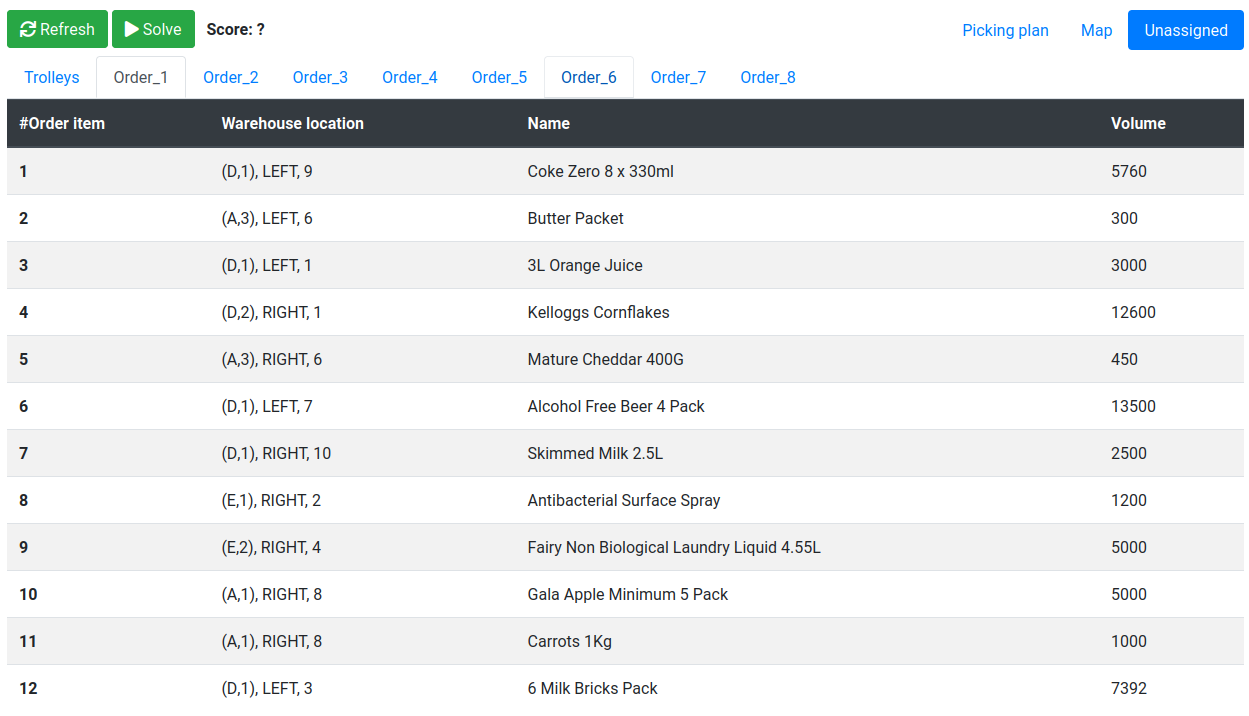 Refresh Solve Score: ? Picking plan Map Unassigned
Trolleys Order_1 Order_2 Order_3 Order_4 Order_5 Order_6 Order_7 Order_8
#Order item Warehouse location Name Volume
1 (D,1), LEFT, 9 Coke Zero 8 x 330ml 5760
2 (A,3), LEFT, 6 Butter Packet 300
3 (D,1), LEFT, 1 3L Orange Juice 3000
4 (D,2), RIGHT, 1 Kelloggs Cornflakes 12600
5 (A,3), RIGHT, 6 Mature Cheddar 400G 450
6 (D,1), LEFT, 7 Alcohol Free Beer 4 Pack 13500
7 (D,1), RIGHT, 10 Skimmed Milk 2.5L 2500
8 (E,1), RIGHT, 2 Antibacterial Surface Spray 1200
9 (E,2), RIGHT, 4 Fairy Non Biological Laundry Liquid 4.55L 5000
10 (A,1), RIGHT, 8 Gala Apple Minimum 5 Pack 5000
11 (A,1), RIGHT, 8 Carrots 1Kg 1000
12 (D,1), LEFT, 3 6 Milk Bricks Pack 7392